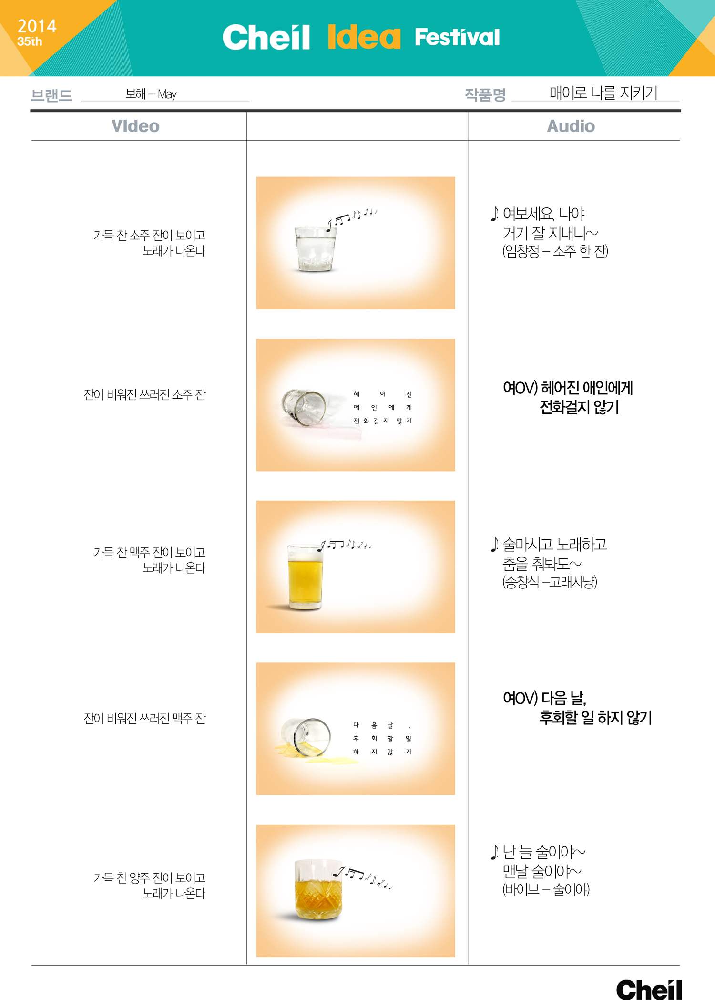 2014
35th
Cheil Idea Festival
브랜드 보해 – May
작품명 매이로 나를 지키기
VIdeo
Audio
가득 찬 소주 잔이 보이고
노래가 나온다
♪ 여보세요, 나야
거기 잘 지내니~
(임창정 – 소주 한 잔)
잔이 비워진 쓰러진 소주 잔
헤 어 진
애 인 에 게
전 화 걸 지 않 기
여OV) 헤어진 애인에게
전화걸지 않기
가득 찬 맥주 잔이 보이고
노래가 나온다
♪ 술마시고 노래하고
춤을 춰봐도~
(송창식 –고래사냥)
잔이 비워진 쓰러진 맥주 잔
다 음 날 ,
후 회 할 일
하 지 않 기
여OV) 다음 날,
후회할 일 하지 않기
가득 찬 양주 잔이 보이고
노래가 나온다
♪ 난 늘 술이야~
맨날 술이야~
(바이브 – 술이야)
Cheil